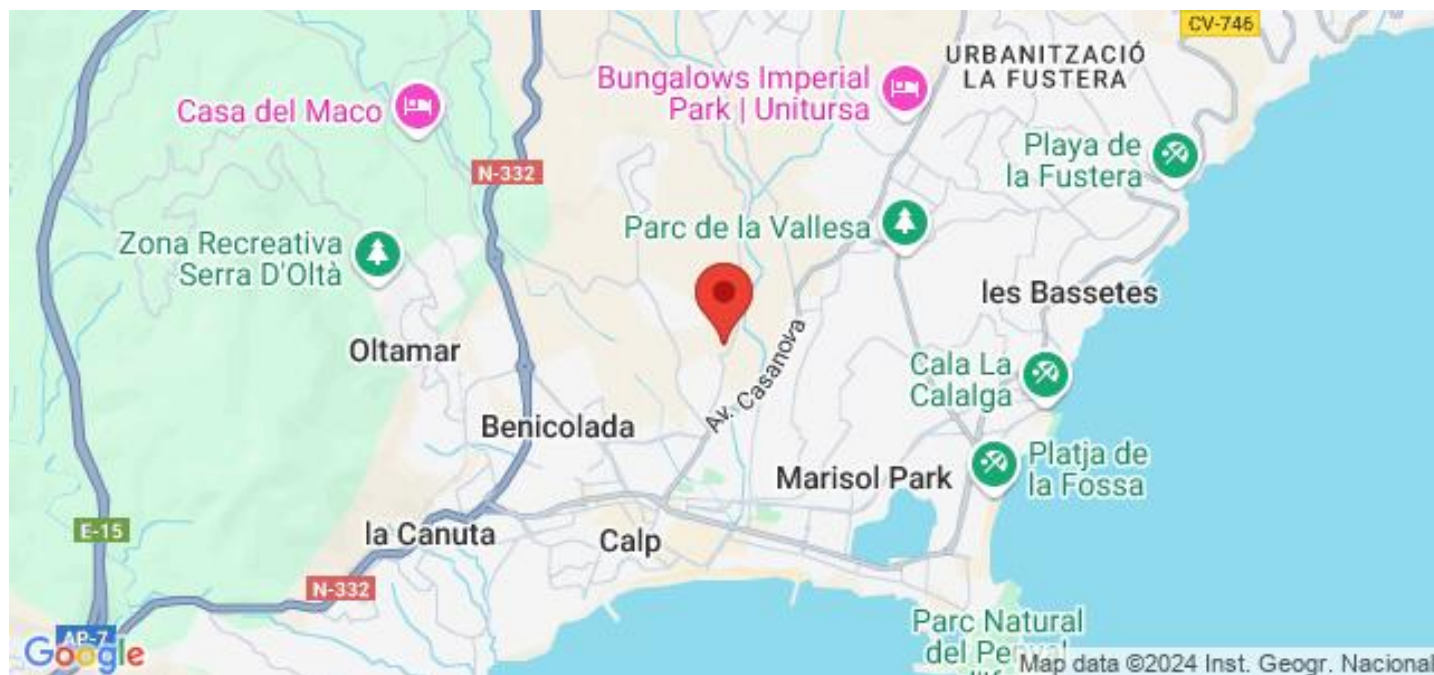 CV-746
URBANITZACIÓ
LA FUSTERA
Bungalows Imperial
Park | Unitursa
Casa del Maco
Playa de
la Fustera
N-332
Parc de la Vallesa
Zona Recreativa
Serra D'Oltà
les Bassetes
Oltamar
Av. Casanova
Cala La
Calalga
Benicolada
Marisol Park
Platja de
la Fossa
E-15
la Canuta
Calp
N-332
Parc Natural
del
AP-7
Google
Map data ©2024 Inst. Geogr. Nacional